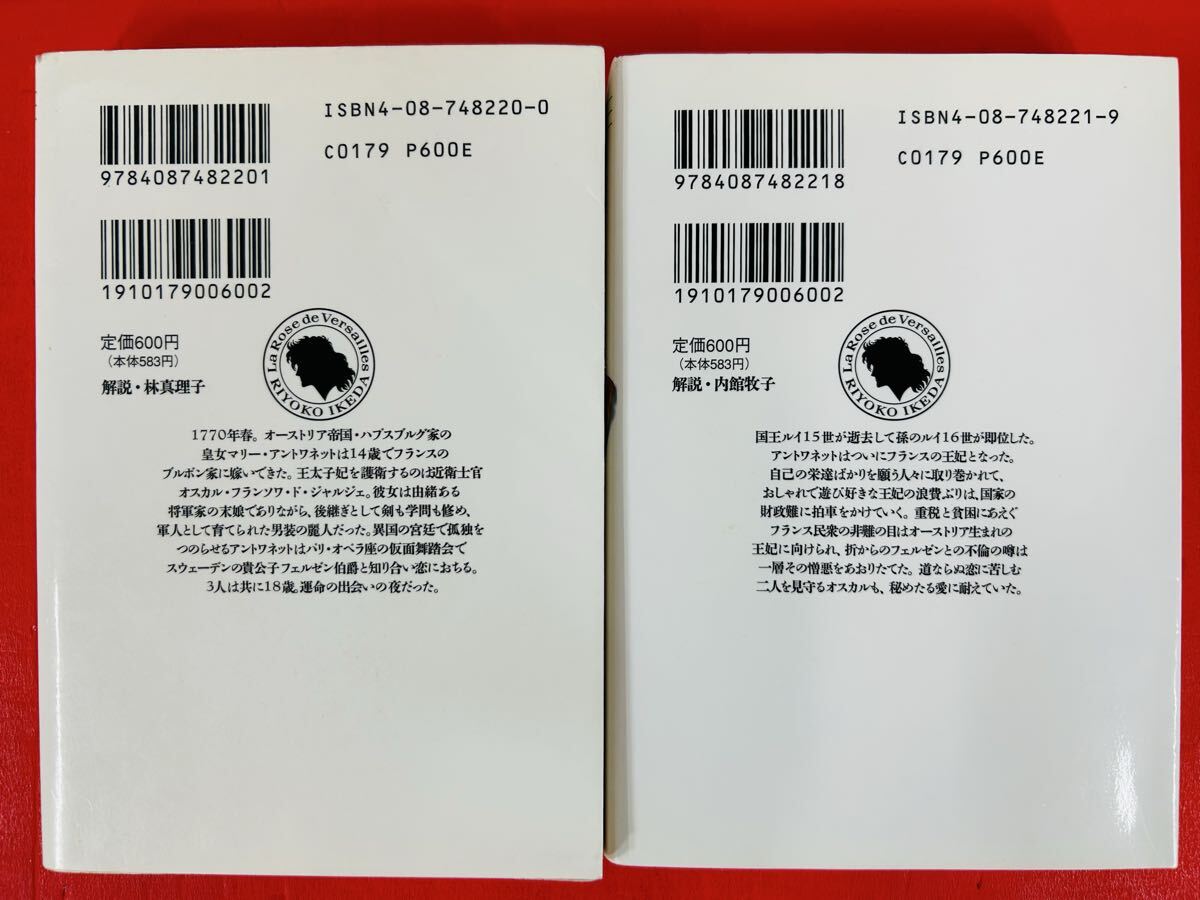 ISBN4-08-748220-0
C0179 P600E
9784087482201
1910179006002
定価600円
(本体583円)
解説・林真理子
La Rose de Versailles
RIYOKO IKEDA
1770年春。オーストリア帝国・ハプスブルグ家の
皇女マリー・アントワネットは14歳でフランスの
ブルボン家に嫁いできた。王太子妃を護衛するのは近衛士官
オスカル・フランソワ・ド・ジャルジェ。彼女は由緒ある
将軍家の末娘でありながら、後継ぎとして剣も学問も修め、
軍人として育てられた男装の麗人だった。異国の宮廷で孤独を
つのらせるアントワネットはパリ・オペラ座の仮面舞踏会で
スウェーデンの貴公子フェルゼン伯爵と知り合い恋におちる。
3人は共に18歳。運命の出会いの夜だった。
ISBN4-08-748221-9
C0179 P600E
9784087482218
1910179006002
定価600円
(本体583円)
解説・内館牧子
La Rose de Versailles
RIYOKO IKEDA
国王ルイ15世が逝去して孫のルイ16世が即位した。
アントワネットはついにフランスの王妃となった。
自己の栄達ばかりを願う人々に取り巻かれて、
おしゃれで遊び好きな王妃の浪費ぶりは、国家の
財政難に拍車をかけていく。重税と貧困にあえぐ
フランス民衆の非難の目はオーストリア生まれの
王妃に向けられ、折からのフェルゼンとの不倫の噂は
一層その憎悪をあおりたてた。道ならぬ恋に苦しむ
二人を見守るオスカルも、秘めたる愛に耐えていた。